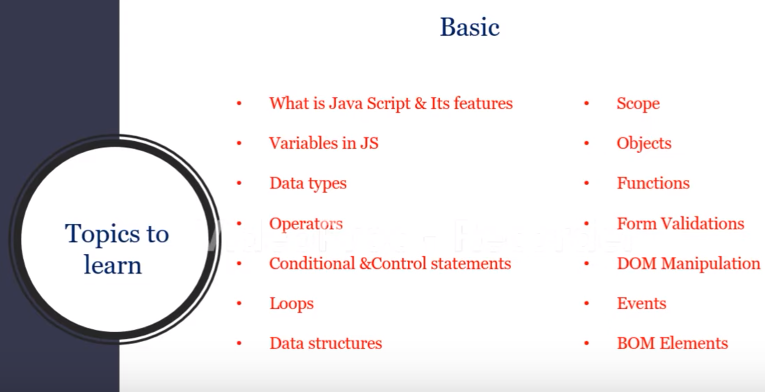 Basic
Topics to
learn
• What is Java Script & Its features
• Variables in JS
• Data types
• Operators
• Conditional &Control statements
• Loops
• Data structures
• Scope
• Objects
• Functions
• Form Validations
• DOM Manipulation
• Events
• BOM Elements